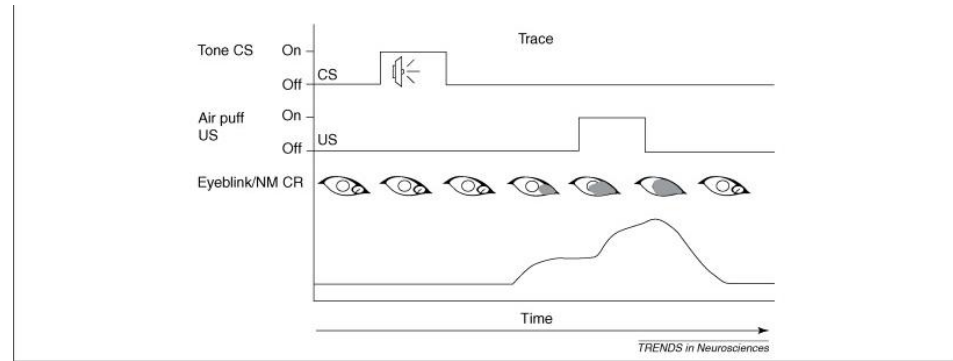 Trace
Tone CS On
CS
Off
Air puff On
US
US
Off
Eyeblink/NM CR
Time
TRENDS in Neurosciences